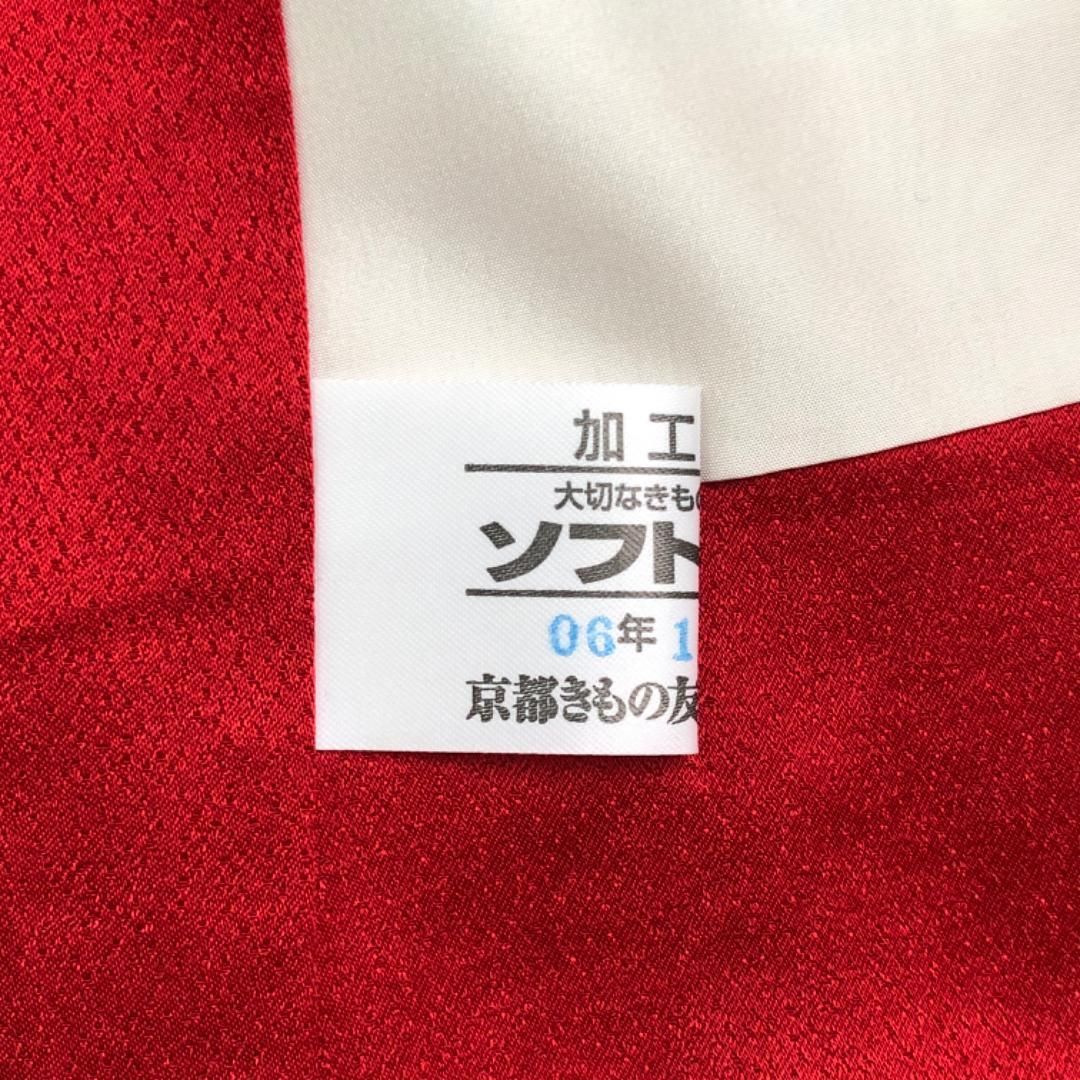 加工
大切なきもの
ソフト
06年 1
京都きもの友